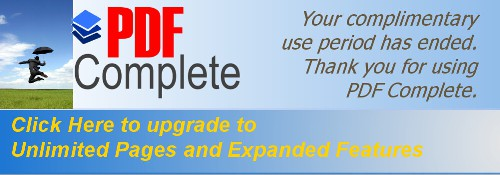 PDF
Complete
Your complimentary
use period has ended.
Thank you for using
PDF Complete.
Click Here to upgrade to
Unlimited Pages and Expanded Features